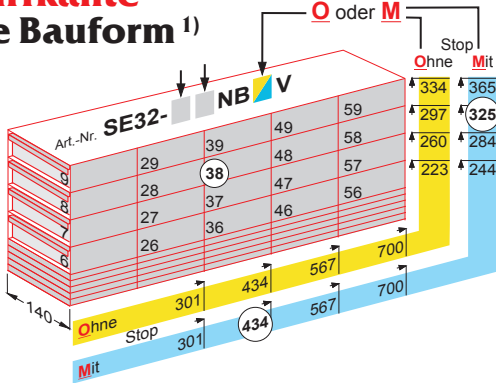 e Bauform 1)
O oder M
Stop
Ohne Mit
334 365
297 325
260 284
223 244
Art.-Nr. SE32- NB V
9 29 39 49 59
8 28 38 48 58
7 27 37 47 57
6 26 36 46 56
140
Ohne 301 434 567 700
Stop
Mit 301 434 567 700